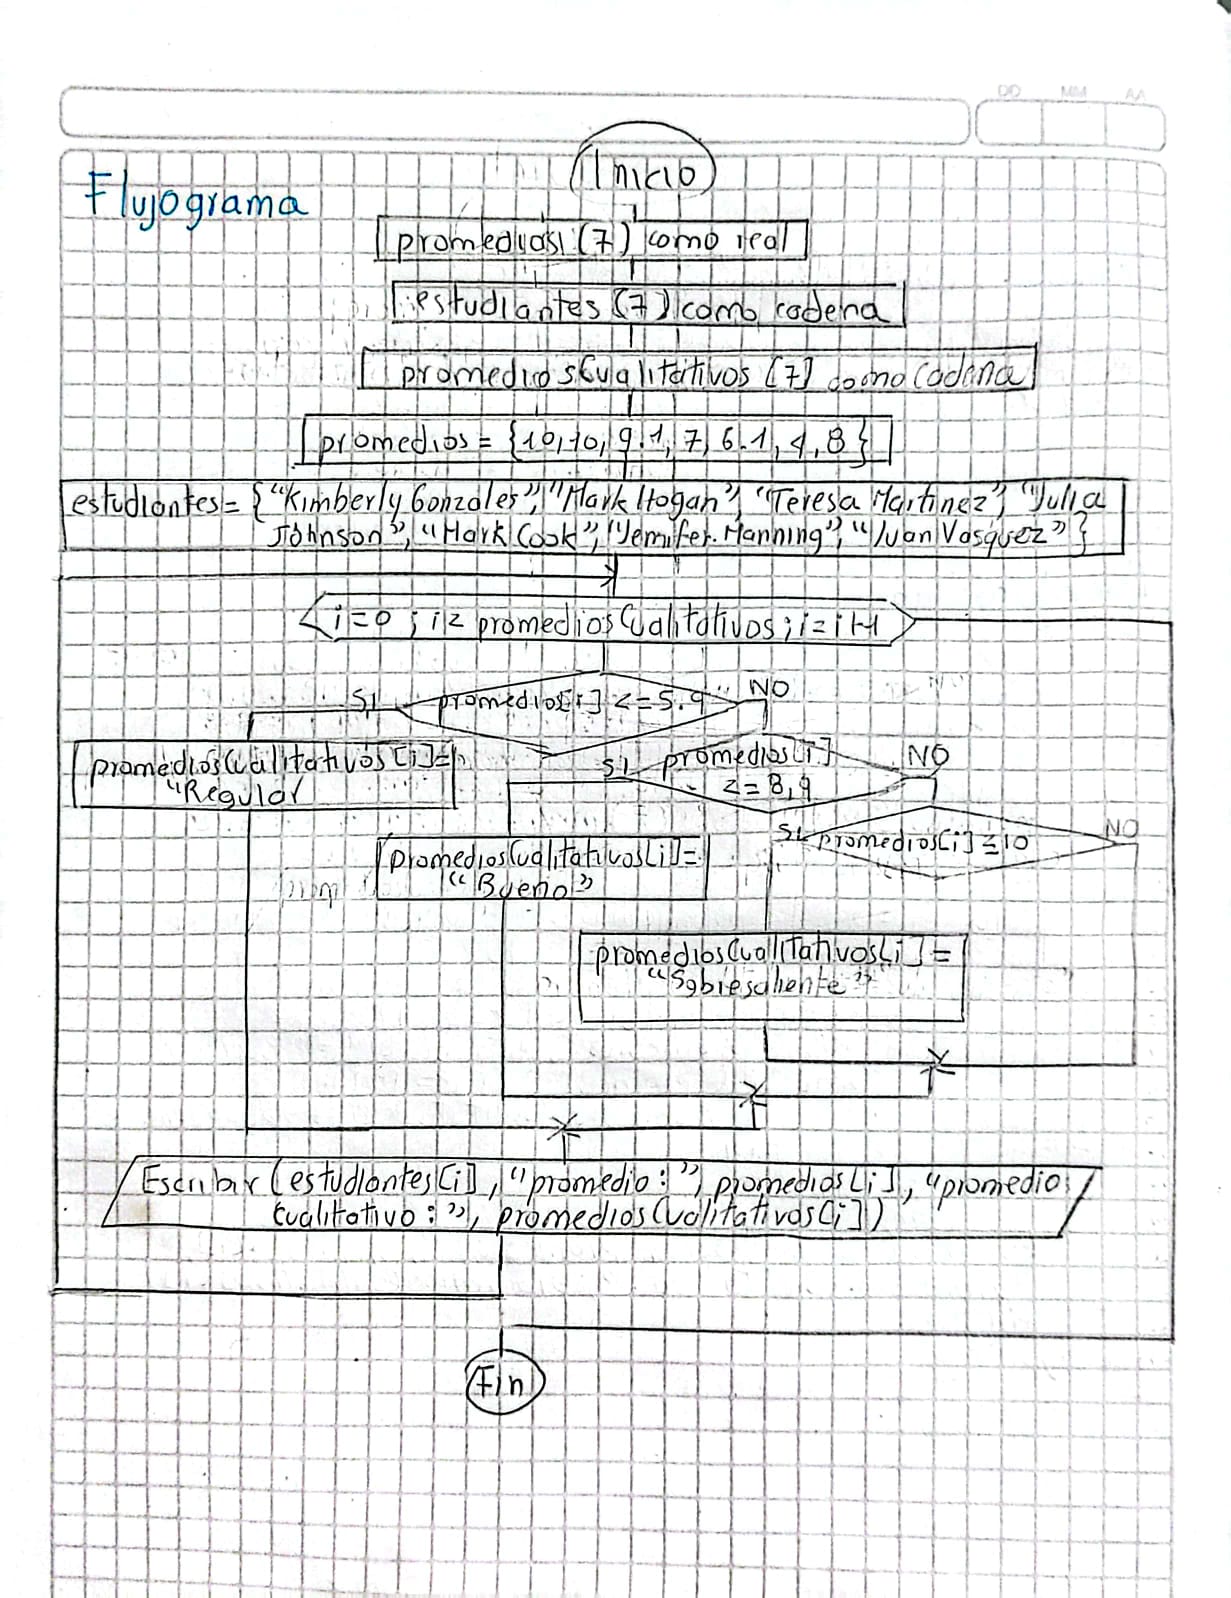 DD MM AA
Flujograma
Inicio
promedios (7) como real
estudiantes (7) como cadena
promedios Cualitativos [7] como Cadena
promedios = {10,10, 9.1, 7, 6.1, 4, 8}
estudiantes = {"Kimberly Gonzales", "Mark Hogan", "Teresa Martinez", "Julia
Johnson", "Mark Cook", "Jennifer Manning", "Juan Vasquez"}
i=0 ; i< promediosCualitativos ; i=i+1
SI promedios[i] <=5.9 NO
promediosCualitativos[i]=
"Regular
SI promedios[i] NO
<= 8,9
SI promedios[i] ≤ 10 NO
promediosCualitativos[i]=
"Bueno"
promediosCualitativos[i] =
"Sobresaliente"
Escribir (estudiantes[i], "promedio:", promedios[i], "promedio
cualitativo:", promediosCualitativos[i])
Fin